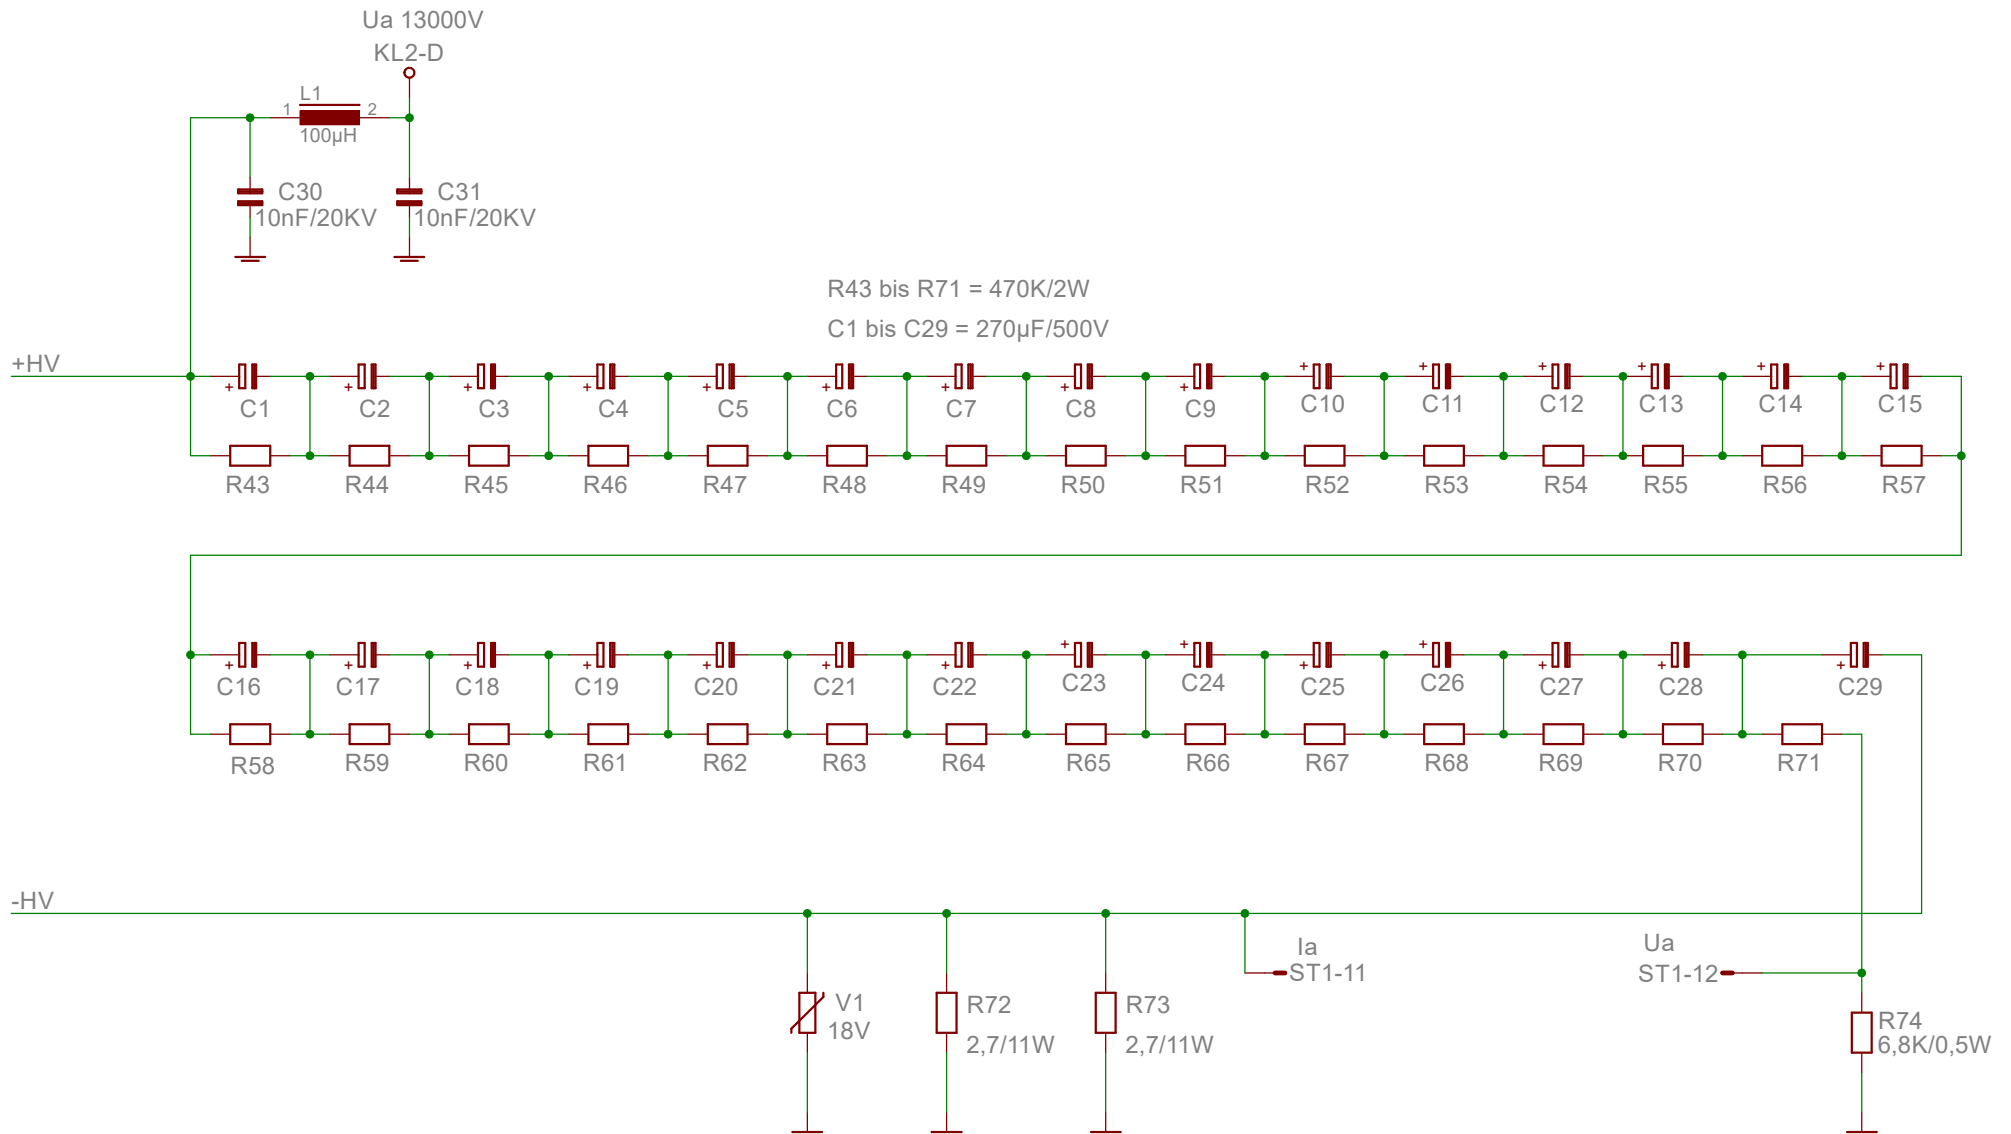 Ua 13000V
KL2-D
L1
1
2
100µH
C30
10nF/20KV
C31
10nF/20KV
R43 bis R71 = 470K/2W
C1 bis C29 = 270µF/500V
+HV
+ + + + + + + + + + + + + + +
C1 C2 C3 C4 C5 C6 C7 C8 C9 C10 C11 C12 C13 C14 C15
R43 R44 R45 R46 R47 R48 R49 R50 R51 R52 R53 R54 R55 R56 R57
+ + + + + + + + + + + + + +
C16 C17 C18 C19 C20 C21 C22 C23 C24 C25 C26 C27 C28 C29
R58 R59 R60 R61 R62 R63 R64 R65 R66 R67 R68 R69 R70 R71
-HV
V1
18V
R72
2,7/11W
R73
2,7/11W
Ia
ST1-11
Ua
ST1-12
R74
6,8K/0,5W